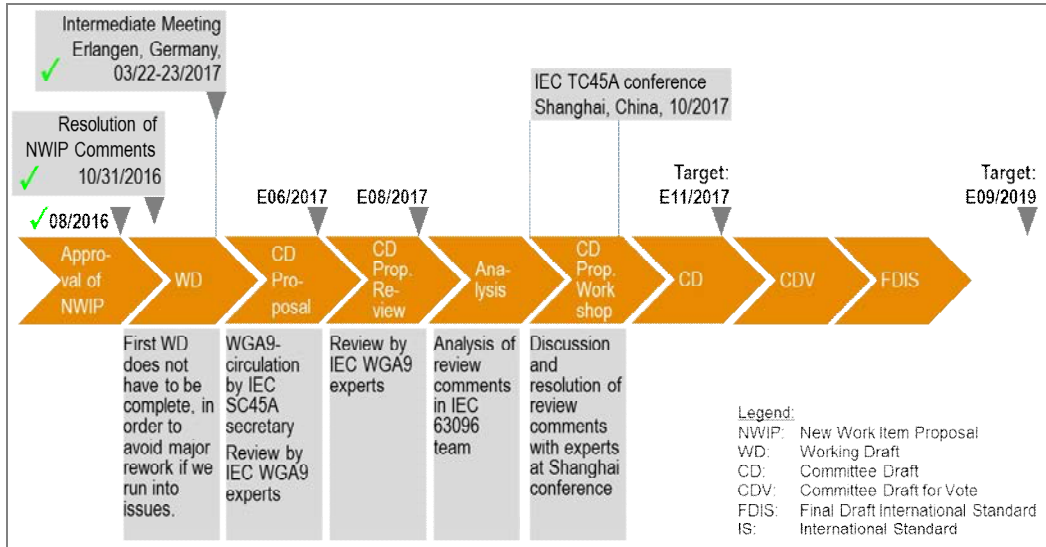 Intermediate Meeting
Erlangen, Germany,
✓ 03/22-23/2017
IEC TC45A conference
Shanghai, China, 10/2017
Resolution of
NWIP Comments
✓ 10/31/2016
Target:
E11/2017
Target:
E09/2019
✓ 08/2016
E06/2017
E08/2017
Appro-
val of
NWIP
WD
CD
Pro-
posal
CD
Prop.
Re-
view
Ana-
lysis
CD
Prop.
Work
shop
CD
CDV
FDIS
First WD
does not
have to be
complete, in
order to
avoid major
rework if we
run into
issues.
WGA9-
circulation
by IEC
SC45A
secretary
Review by
IEC WGA9
experts
Review by
IEC WGA9
experts
Analysis of
review
comments
in IEC
63096
team
Discussion
and
resolution of
review
comments
with experts
at Shanghai
conference
Legend:
NWIP: New Work Item Proposal
WD: Working Draft
CD: Committee Draft
CDV: Committee Draft for Vote
FDIS: Final Draft International Standard
IS: International Standard